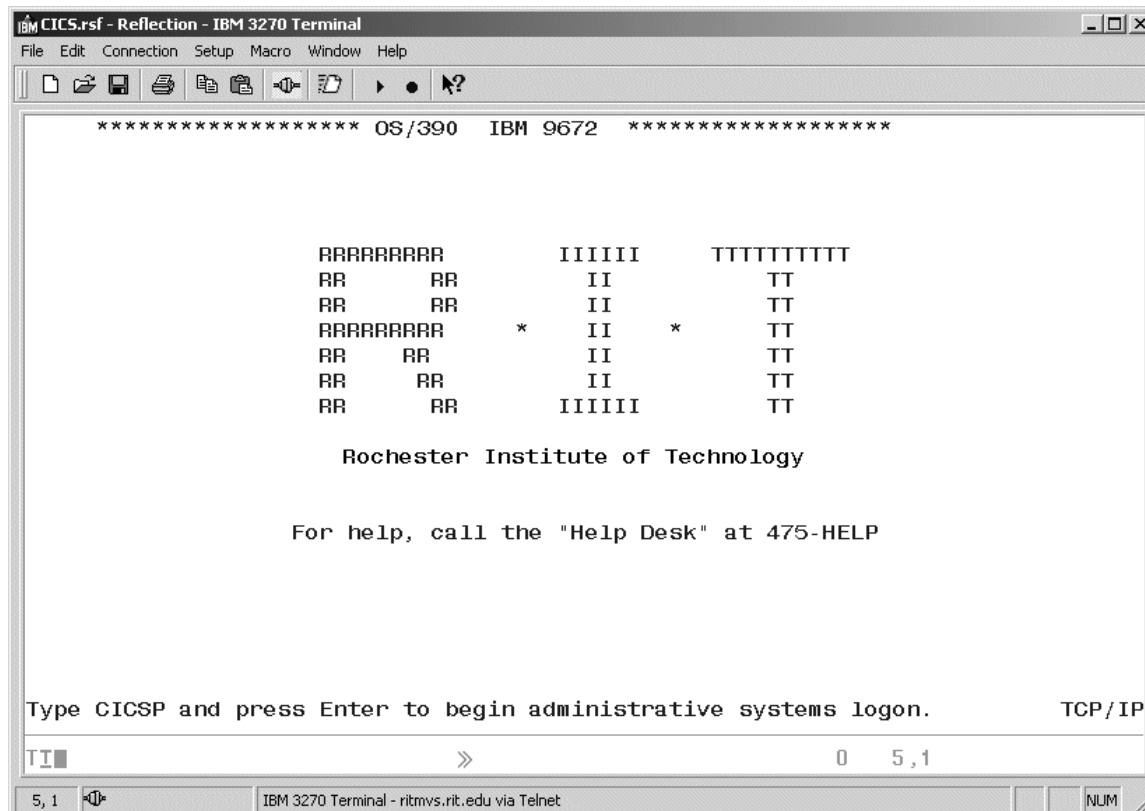 IBM CICS.rsf - Reflection - IBM 3270 Terminal
File Edit Connection Setup Macro Window Help
******************* OS/390 IBM 9672 *******************
RRRRRRRRR IIIIII TTTTTTTTTT
RR RR II TT
RR RR II TT
RRRRRRRRR * II * TT
RR RR II TT
RR RR II TT
RR RR IIIIII TT
Rochester Institute of Technology
For help, call the "Help Desk" at 475-HELP
Type CICSP and press Enter to begin administrative systems logon. TCP/IP
TI 0 5,1
5, 1 IBM 3270 Terminal - ritmvs.rit.edu via Telnet NUM